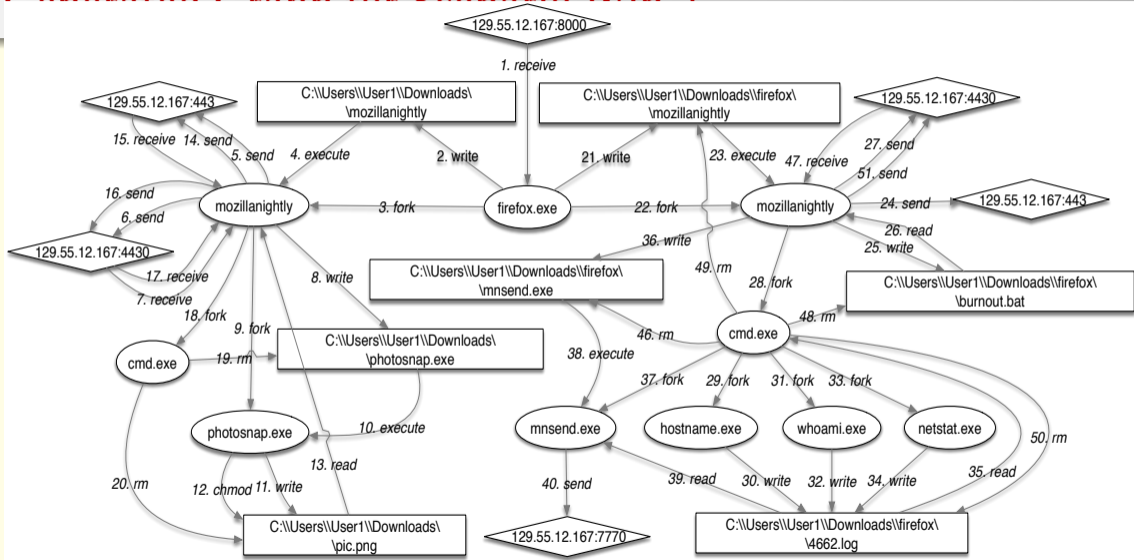 129.55.12.167:8000
1. receive
129.55.12.167:443
C:\\Users\\User1\\Downloads\
\mozillanightly
C:\\Users\\User1\\Downloads\\firefox\
\mozillanightly
129.55.12.167:4430
15. receive
14. send
5. send
4. execute
2. write
21. write
23. execute
47. receive
27. send
51. send
16. send
6. send
mozillanightly
3. fork
firefox.exe
22. fork
mozillanightly
24. send
129.55.12.167:443
26. read
25. write
129.55.12.167:4430
17. receive
7. receive
8. write
36. write
C:\\Users\\User1\\Downloads\\firefox\
\mnsend.exe
49. rm
28. fork
C:\\Users\\User1\\Downloads\\firefox\
\burnout.bat
18. fork
9. fork
cmd.exe
19. rm
C:\\Users\\User1\\Downloads\
\photosnap.exe
38. execute
46. rm
cmd.exe
48. rm
37. fork
29. fork
31. fork
33. fork
photosnap.exe
10. execute
mnsend.exe
hostname.exe
whoami.exe
netstat.exe
50. rm
20. rm
12. chmod
11. write
13. read
40. send
39. read
30. write
32. write
34. write
35. read
C:\\Users\\User1\\Downloads\
\pic.png
129.55.12.167:7770
C:\\Users\\User1\\Downloads\\firefox\
\4662.log